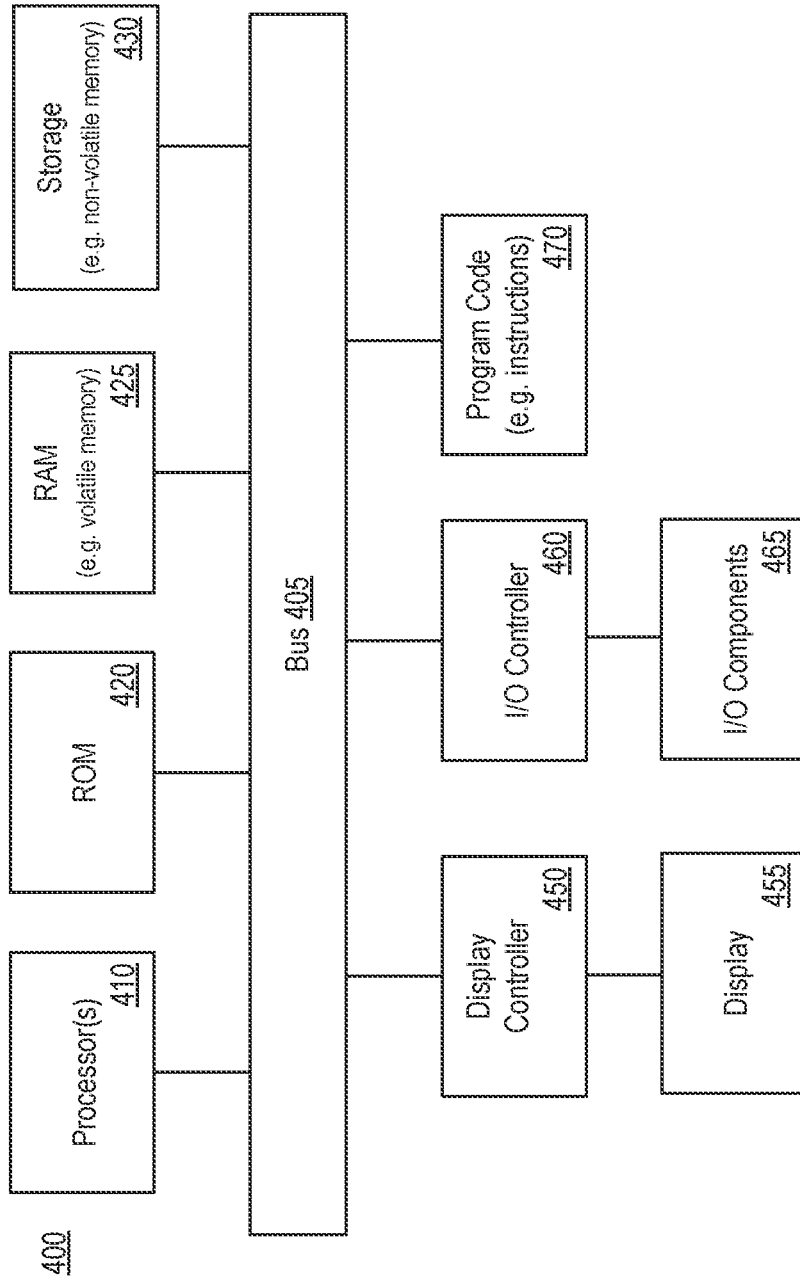 400
Processor(s)
410
ROM
420
RAM
(e.g. volatile memory)
425
Storage
(e.g. non-volatile memory)
430
Bus 405
Display
Controller
450
I/O Controller
460
Program Code
(e.g. instructions)
470
Display
455
I/O Components
465